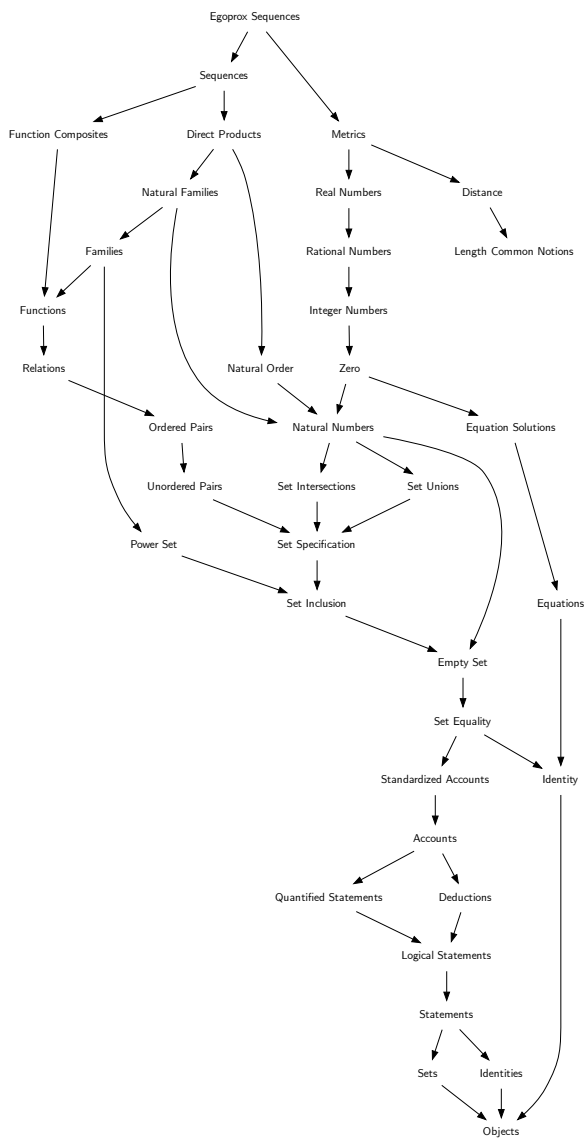 Egoprox Sequences
Sequences
Function Composites
Direct Products
Metrics
Natural Families
Real Numbers
Distance
Families
Rational Numbers
Length Common Notions
Functions
Integer Numbers
Relations
Natural Order
Zero
Ordered Pairs
Natural Numbers
Equation Solutions
Unordered Pairs
Set Intersections
Set Unions
Power Set
Set Specification
Set Inclusion
Equations
Empty Set
Set Equality
Standardized Accounts
Identity
Accounts
Quantified Statements
Deductions
Logical Statements
Statements
Sets
Identities
Objects